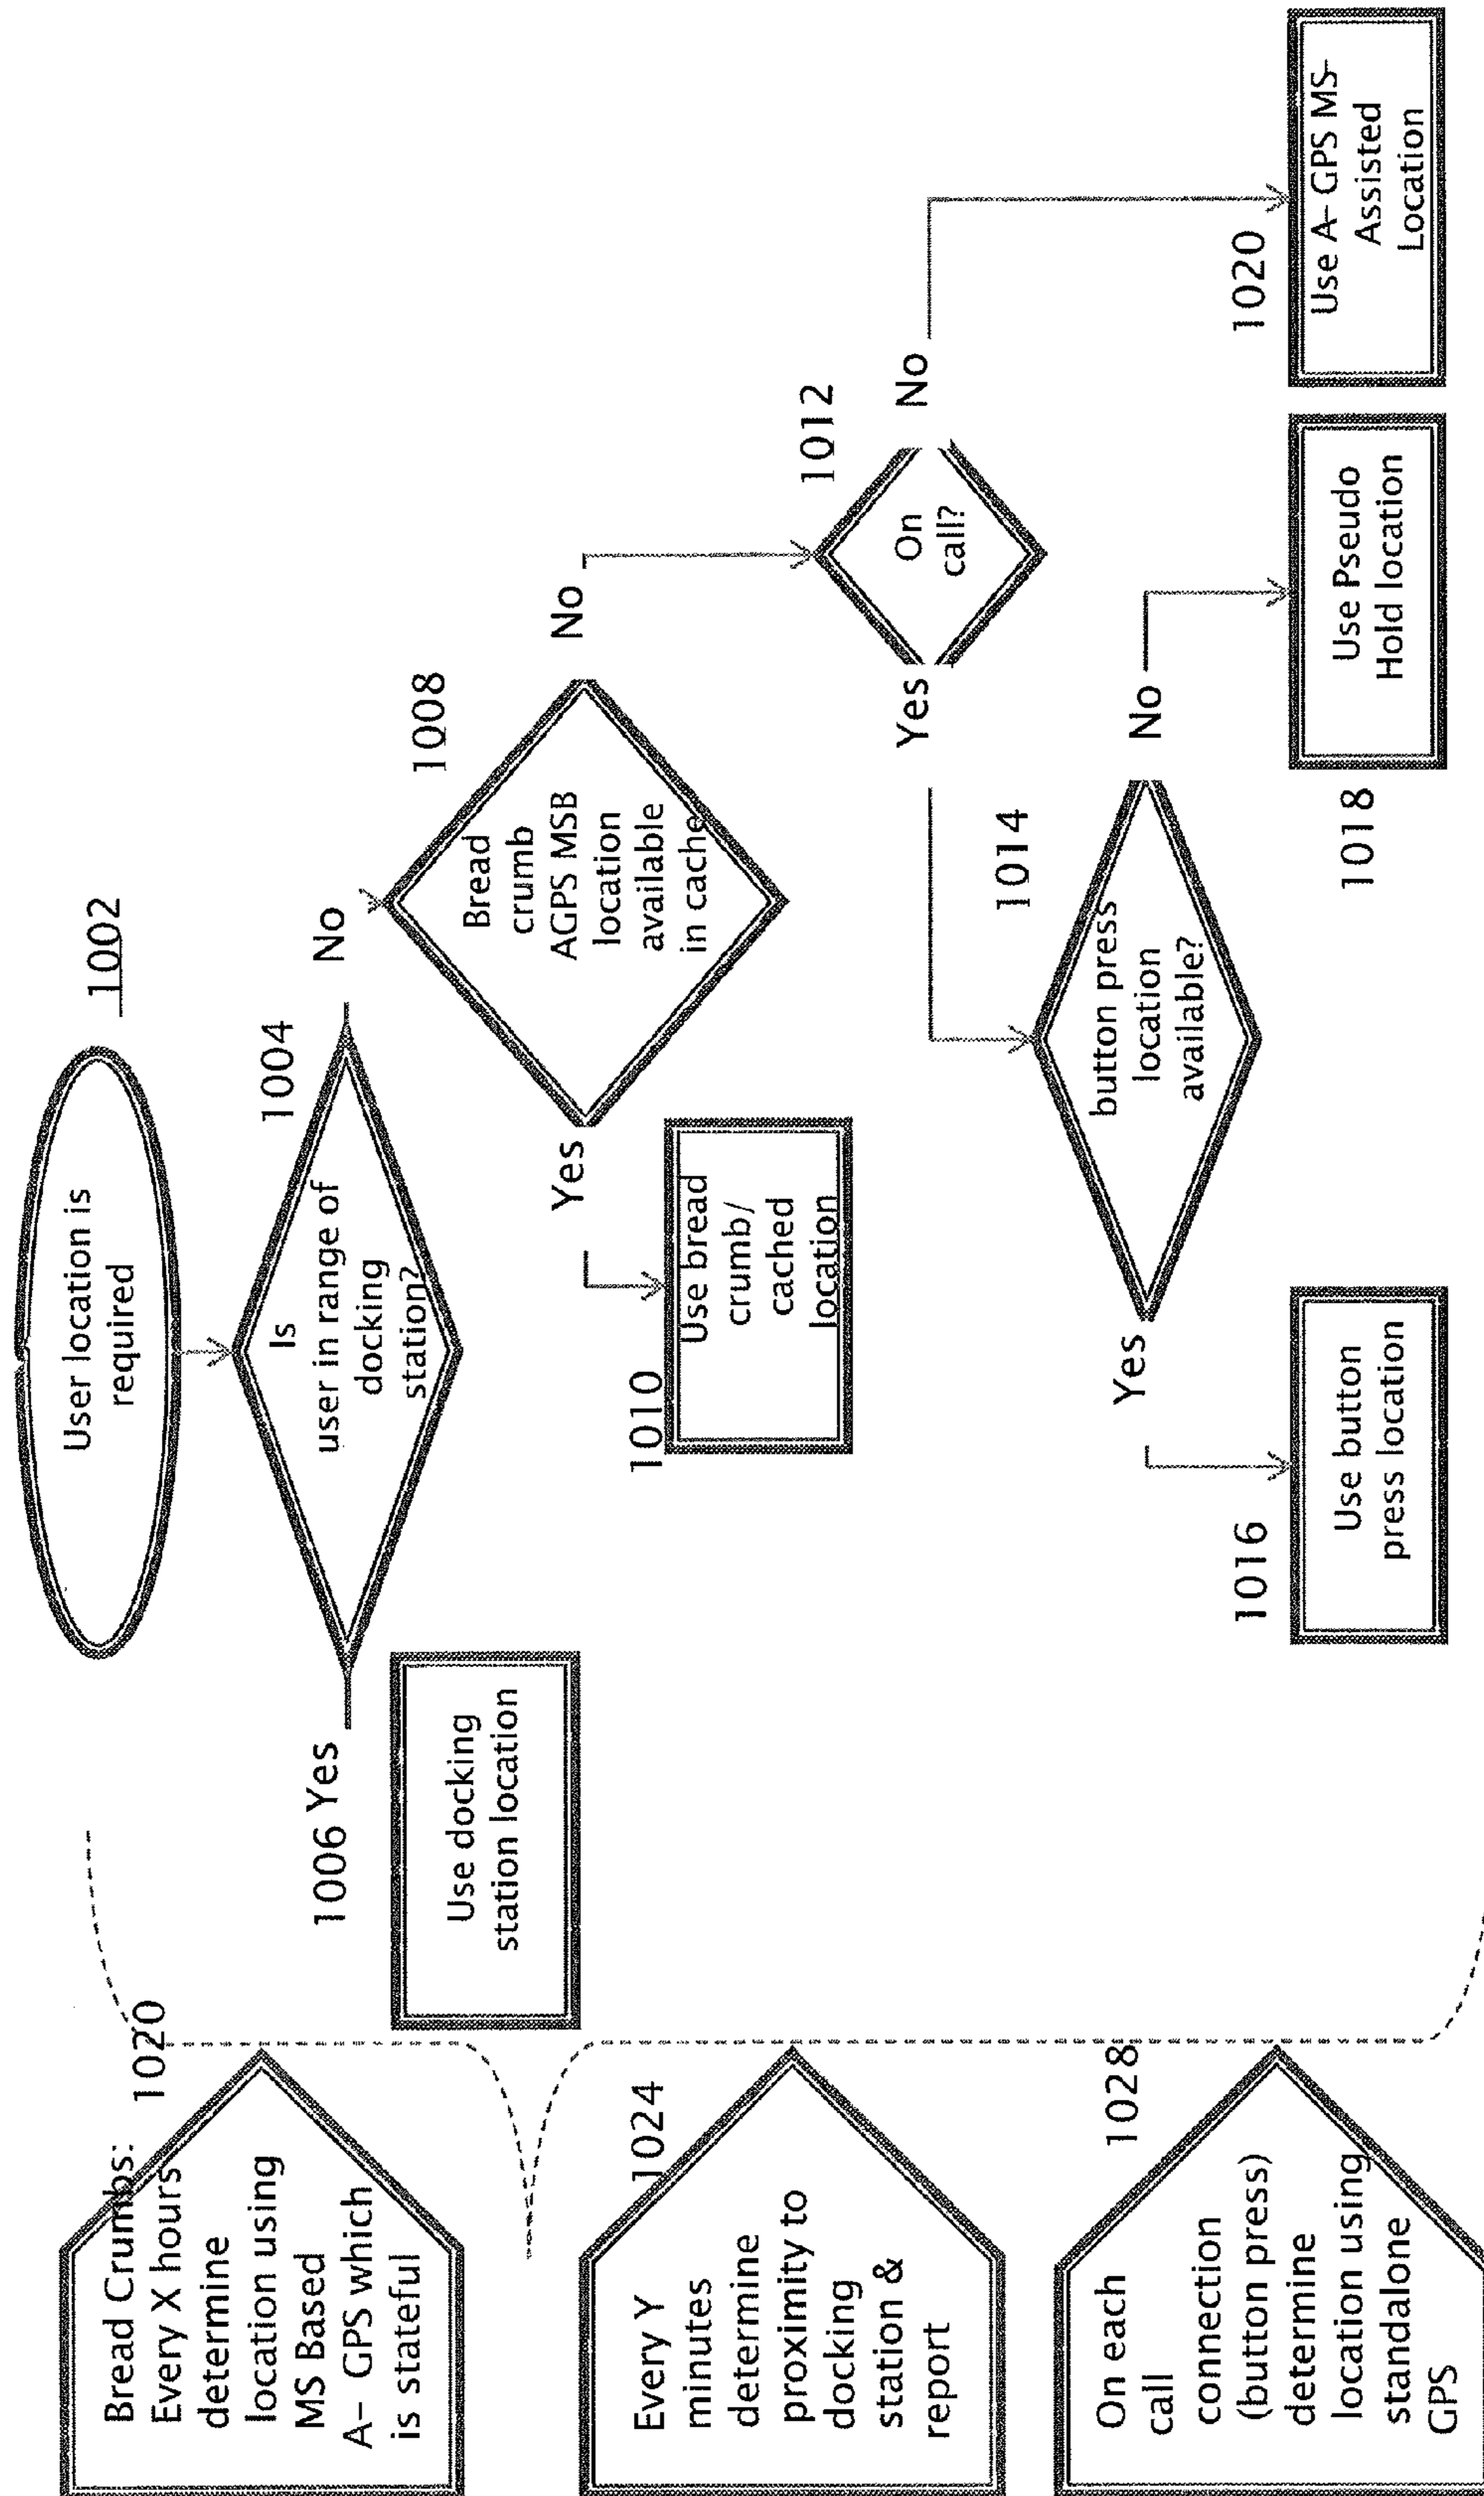 1002
User location is
required
1004
Is
user in range of
docking
station?
No
1006 Yes
Use docking
station location
1008
Bread
crumb
AGPS MSB
location
available
in cache
Yes
No
1010
Use bread
crumb/
cached
location
1012
On
call?
Yes
No
1014
button press
location
available?
Yes
No
1016
Use button
press location
1018
Use Pseudo
Hold location
1020
Use A- GPS MS-
Assisted
Location
1020
Bread Crumbs:
Every X hours
determine
location using
MS Based
A- GPS which
is stateful
1024
Every Y
minutes
determine
proximity to
docking
station &
report
1028
On each
call
connection
(button press)
determine
location using
standalone
GPS